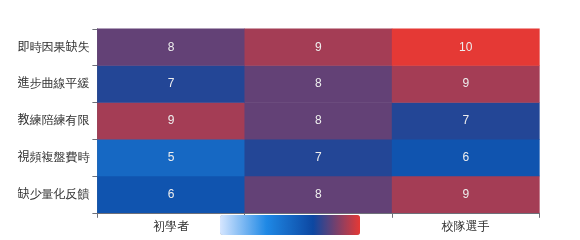 即時因果缺失 8 9 10
進步曲線平緩 7 8 9
教練陪練有限 9 8 7
視頻複盤費時 5 7 6
缺少量化反饋 6 8 9
初學者 校隊選手